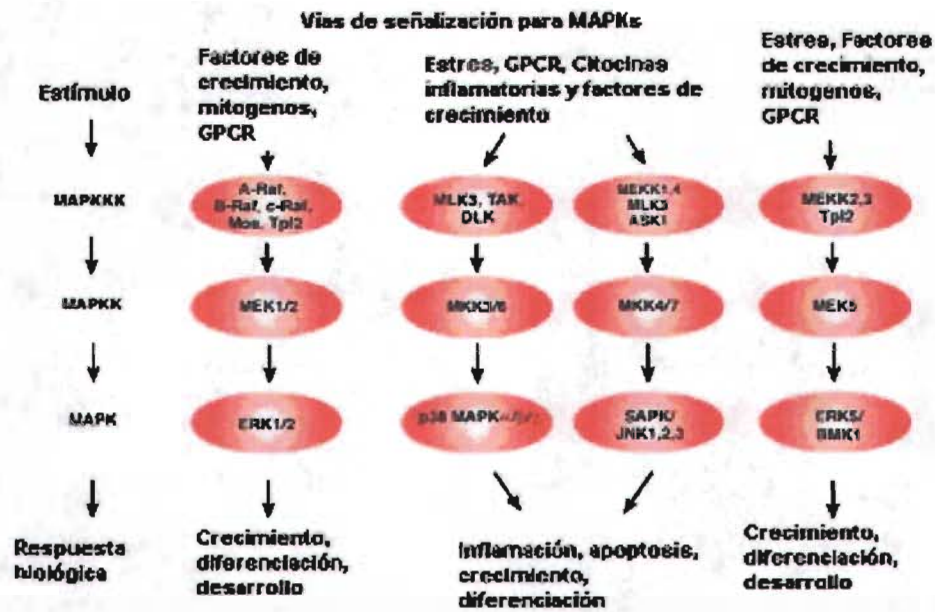 Vias de señalización para MAPKs
Estímulo
MAPKKK
MAPKK
MAPK
Respuesta
biológica
Factores de
crecimiento,
mitogenos,
GPCR
A-Raf,
B-Raf, c-Raf,
Mos, Tpl2
MEK1/2
ERK1/2
Crecimiento,
diferenciación,
desarrollo
Estres, GPCR, Citocinas
inflamatorias y factores de
crecimiento
MLK3, TAK,
DLK
MKK3/6
p38 MAPK
MEKK1,4
MLK3
ASK1
MKK4/7
SAPK/
JNK1,2,3
Inflamación, apoptosis,
crecimiento,
diferenciación
Estres, Factores
de crecimiento,
mitogenos,
GPCR
MEKK2,3
Tpl2
MEK5
ERK5/
BMK1
Crecimiento,
diferenciación,
desarrollo